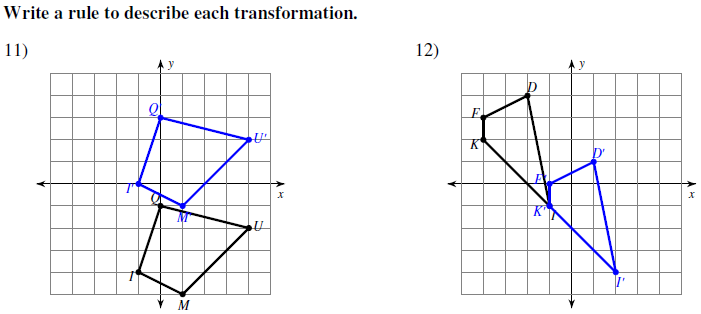 Write a rule to describe each transformation.
11)
12)
y
Q'
U'
I'
x
Q
M'
U
I
M
y
D
F
K
D'
F'
x
K'
I
I'